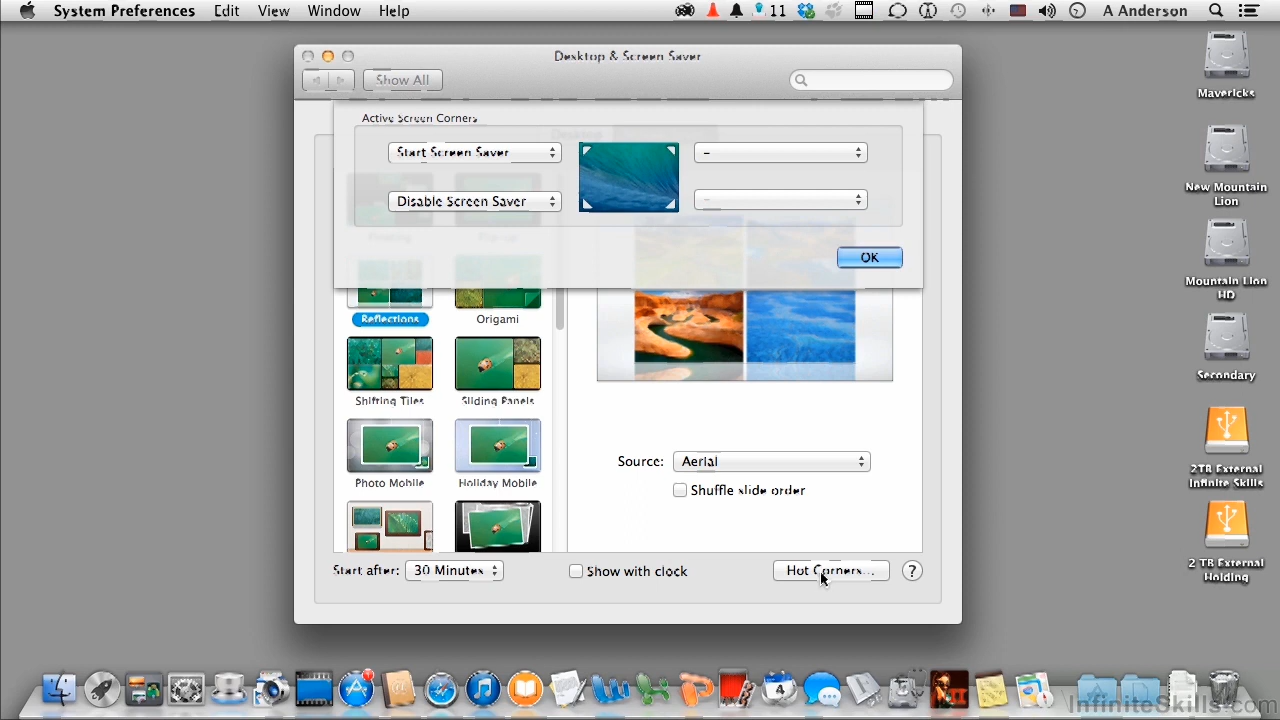 System Preferences Edit View Window Help 11 A Anderson
Desktop & Screen Saver
Show All
Active Screen Corners
Desktop
Start Screen Saver –
Disable Screen Saver –
OK
Reflections Origami
Shifting Tiles Sliding Panels
Source: Aerial
Shuffle slide order
Photo Mobile Holiday Mobile
Start after: 30 Minutes Show with clock Hot Corners... ?
Mavericks
New Mountain
Lion
Mountain Lion
HD
Secondary
2TB External
Infinite Skills
2 TB External
Holding
4
InfiniteSkills.com